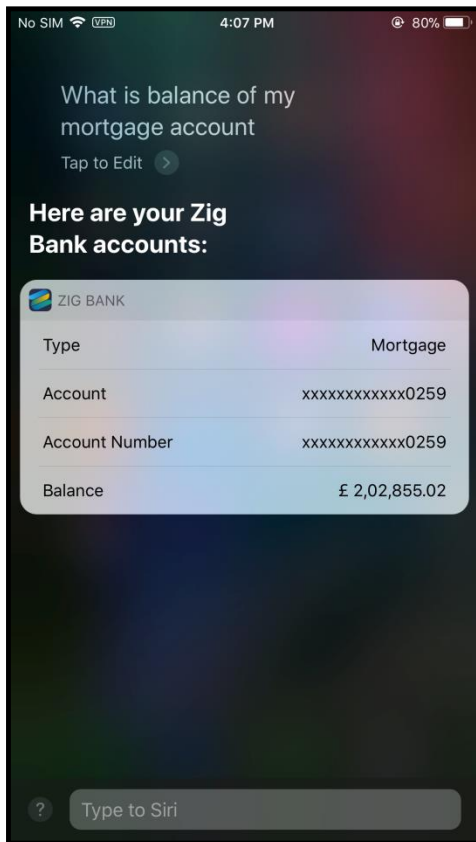 No SIM VPN 4:07 PM 80%
What is balance of my
mortgage account
Tap to Edit >
Here are your Zig
Bank accounts:
ZIG BANK
Type Mortgage
Account xxxxxxxxxxxx0259
Account Number xxxxxxxxxxxx0259
Balance £ 2,02,855.02
? Type to Siri